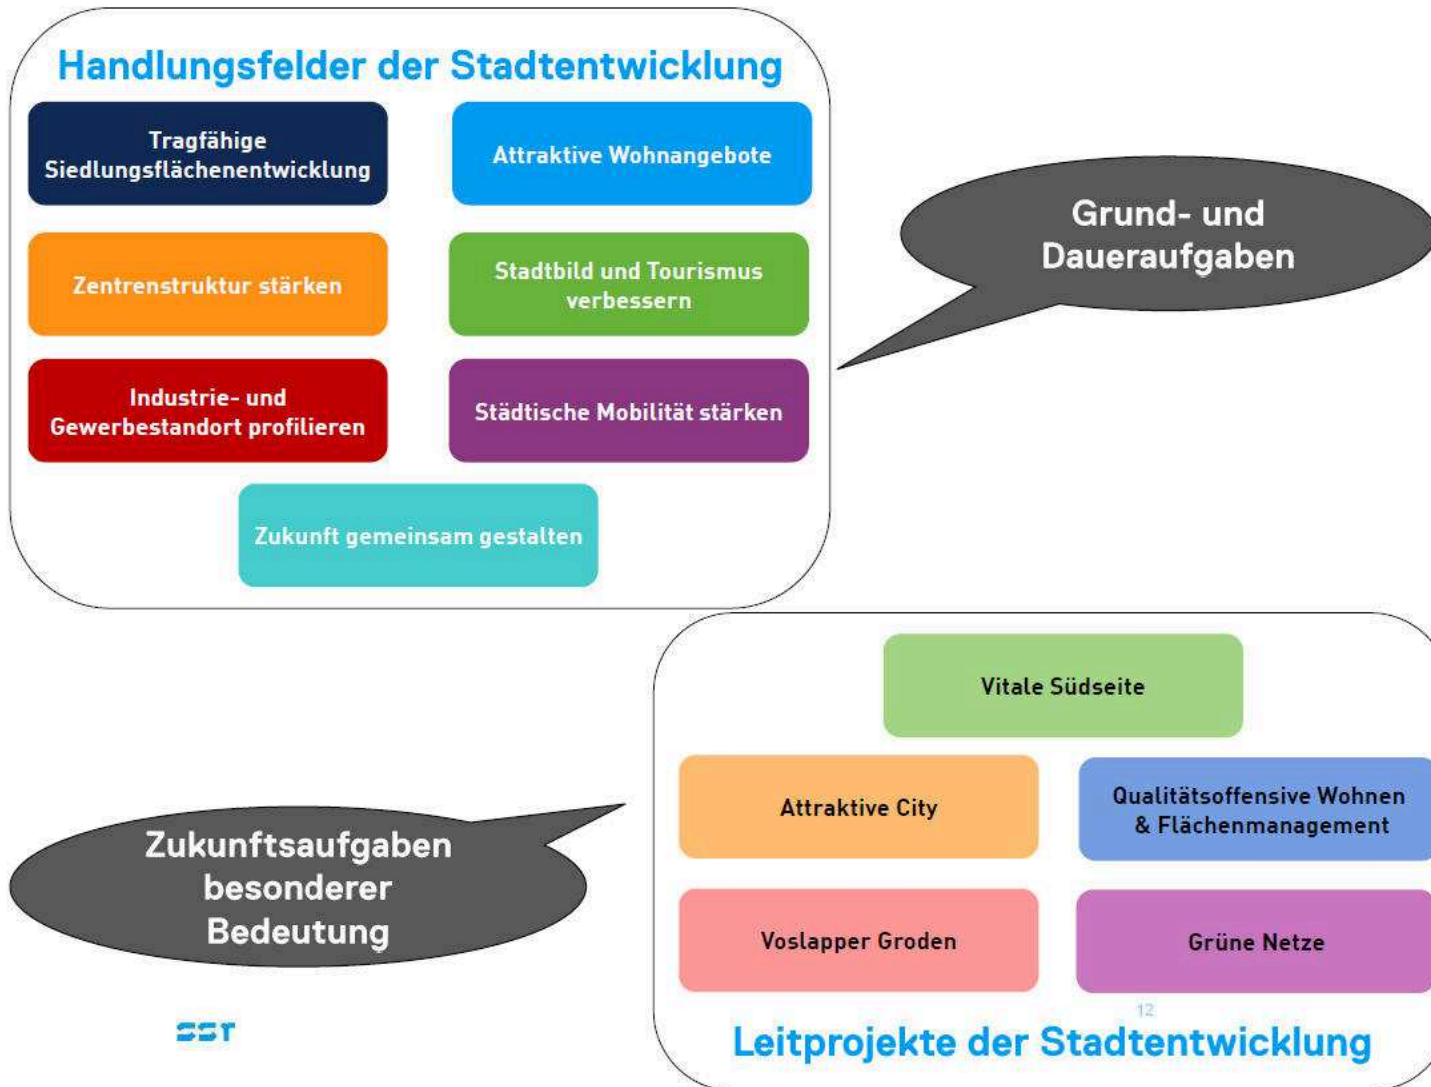 Handlungsfelder der Stadtentwicklung
Tragfähige
Siedlungsflächenentwicklung
Attraktive Wohnangebote
Zentrenstruktur stärken
Stadtbild und Tourismus
verbessern
Industrie- und
Gewerbestandort profilieren
Städtische Mobilität stärken
Zukunft gemeinsam gestalten
Grund- und
Daueraufgaben
Vitale Südseite
Attraktive City
Qualitätsoffensive Wohnen
& Flächenmanagement
Voslapper Groden
Grüne Netze
12
Leitprojekte der Stadtentwicklung
Zukunftsaufgaben
besonderer
Bedeutung
ssr